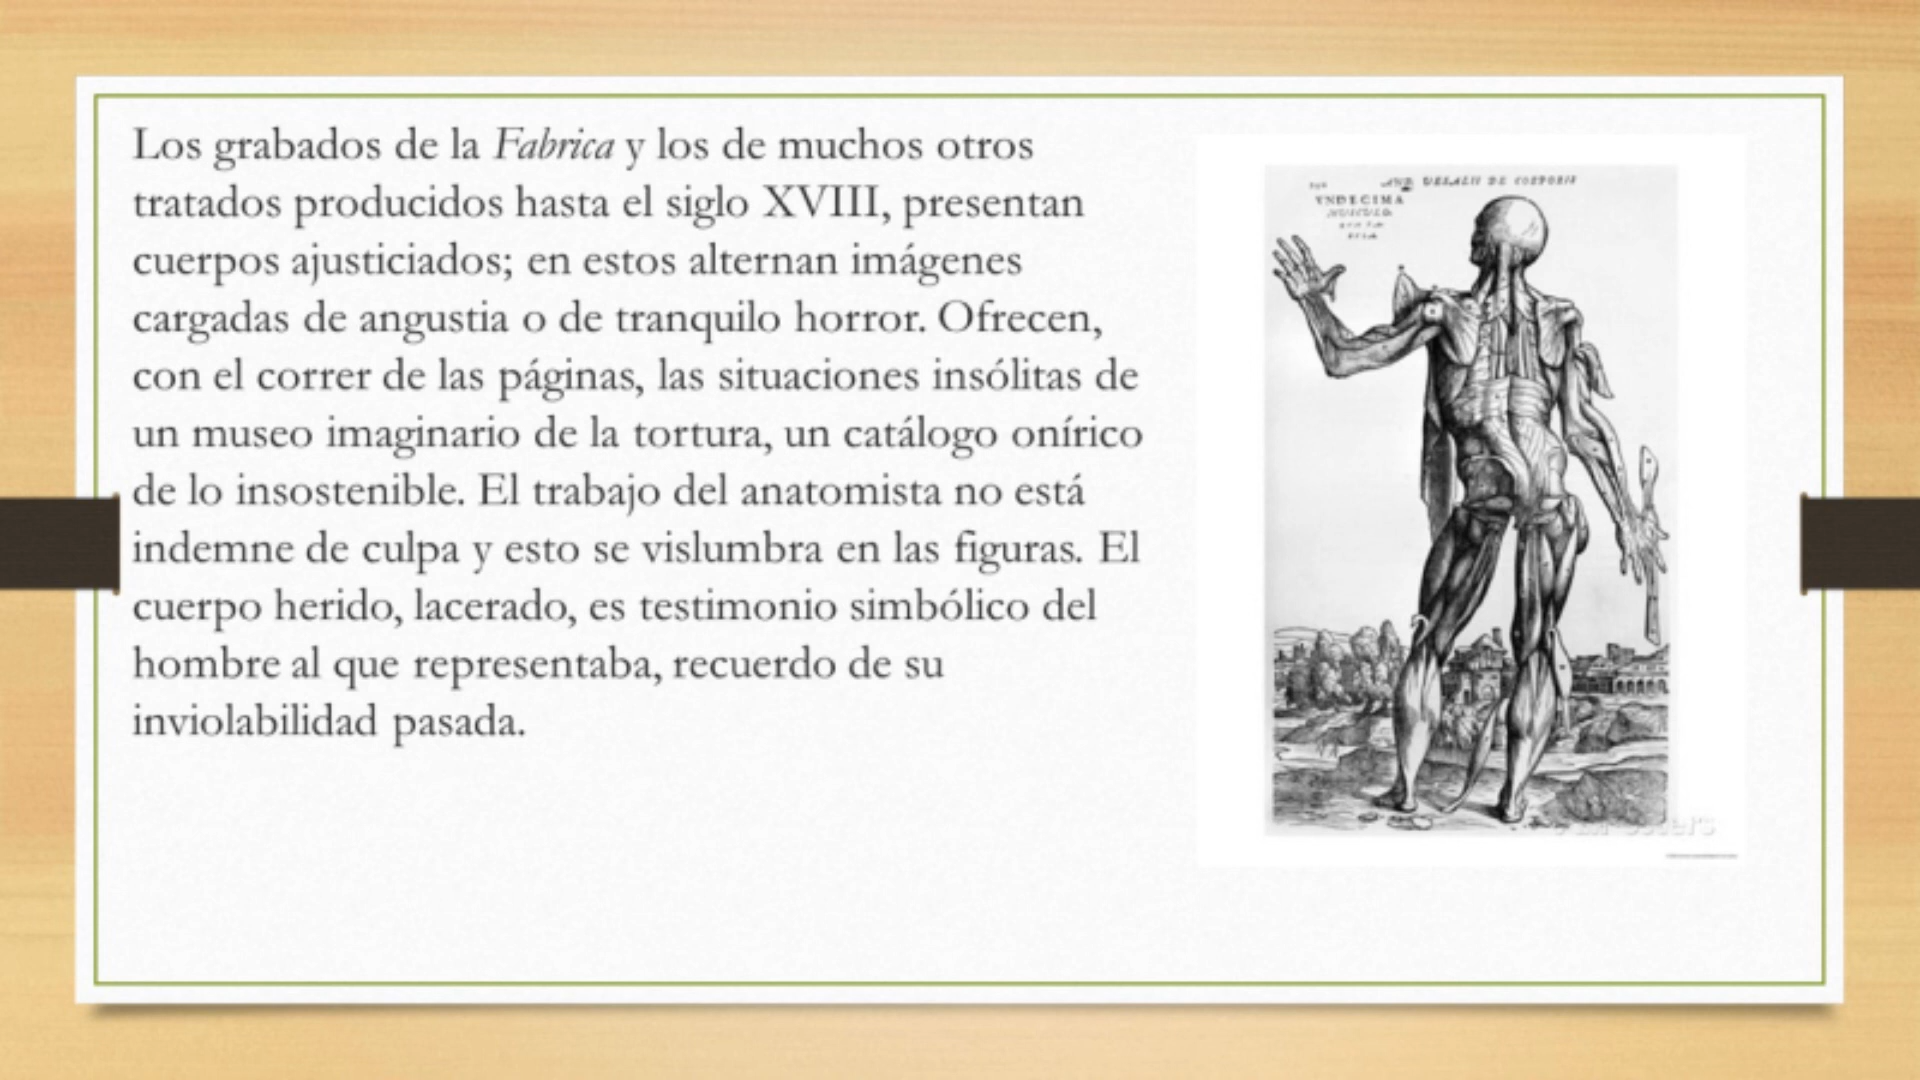 Los grabados de la Fabrica y los de muchos otros
tratados producidos hasta el siglo XVIII, presentan
cuerpos ajusticiados; en estos alternan imágenes
cargadas de angustia o de tranquilo horror. Ofrecen,
con el correr de las páginas, las situaciones insólitas de
un museo imaginario de la tortura, un catálogo onírico
de lo insostenible. El trabajo del anatomista no está
indemne de culpa y esto se vislumbra en las figuras. El
cuerpo herido, lacerado, es testimonio simbólico del
hombre al que representaba, recuerdo de su
inviolabilidad pasada.
AND VESALII DE CORPORIS
VNDECIMA